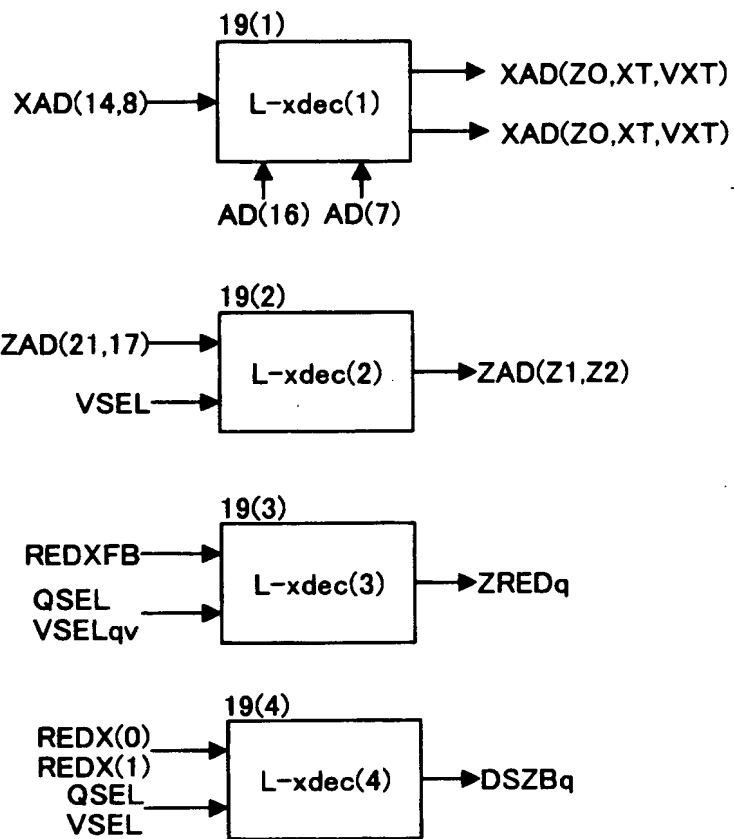 19(1)
XAD(14,8)
L-xdec(1)
XAD(ZO,XT,VXT)
XAD(ZO,XT,VXT)
AD(16) AD(7)
19(2)
ZAD(21,17)
VSEL
L-xdec(2)
ZAD(Z1,Z2)
19(3)
REDXFB
QSEL
VSELqv
L-xdec(3)
ZREDq
19(4)
REDX(0)
REDX(1)
QSEL
VSEL
L-xdec(4)
DSZBq